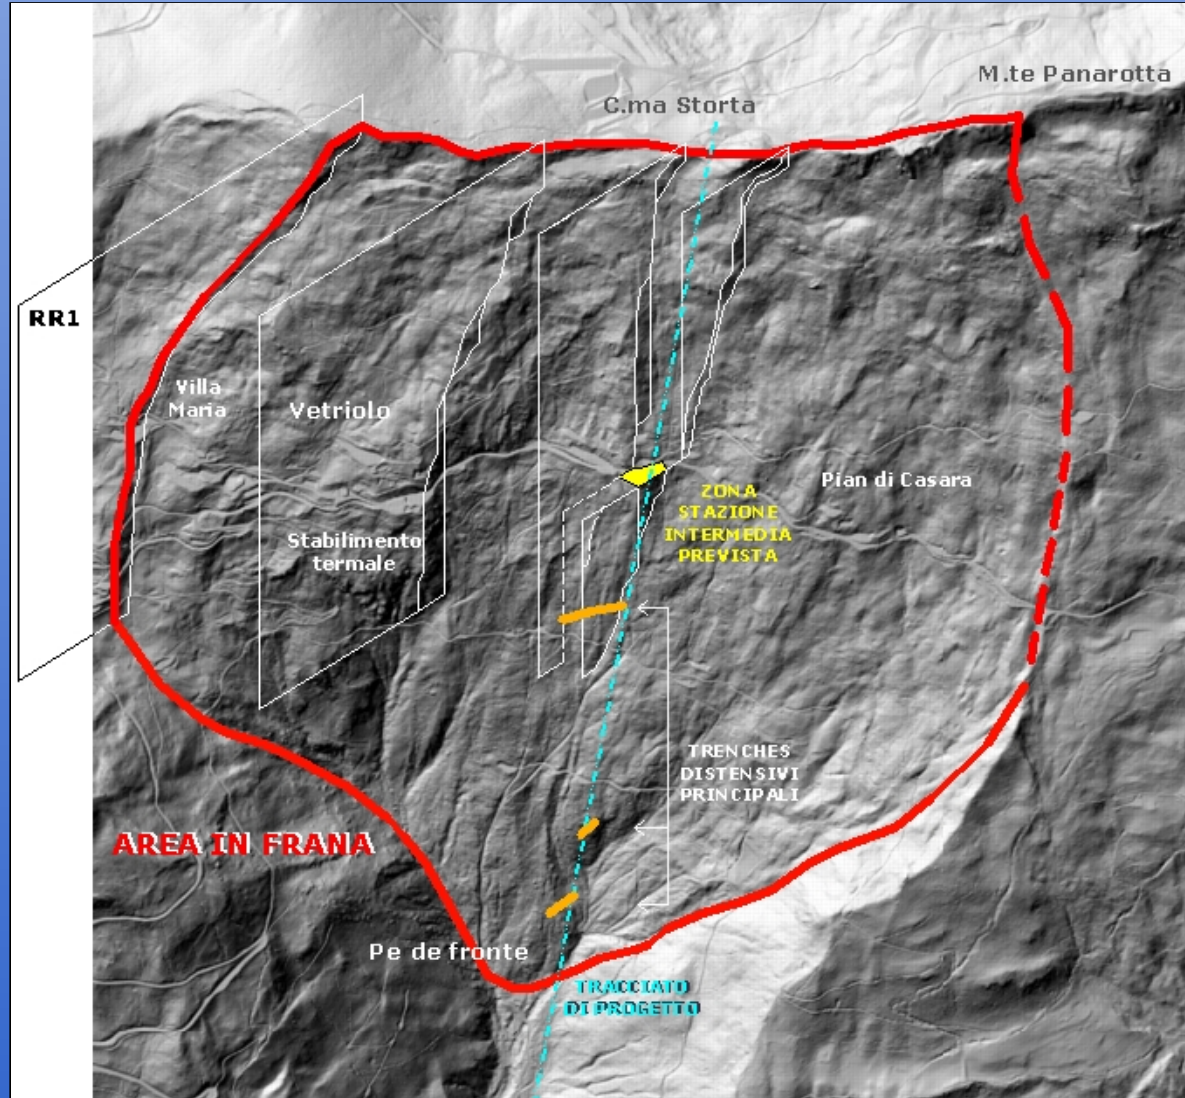 M.te Panarotta
C.ma Storta
RR1
Villa
Maria
Vetriolo
Pian di Casara
ZONA
STAZIONE
INTERMEDIA
PREVISTA
Stabilimento
termale
TRENCHES
DISTENSIVI
PRINCIPALI
AREA IN FRANA
Pe de fronte
TRACCIATO
DI PROGETTO